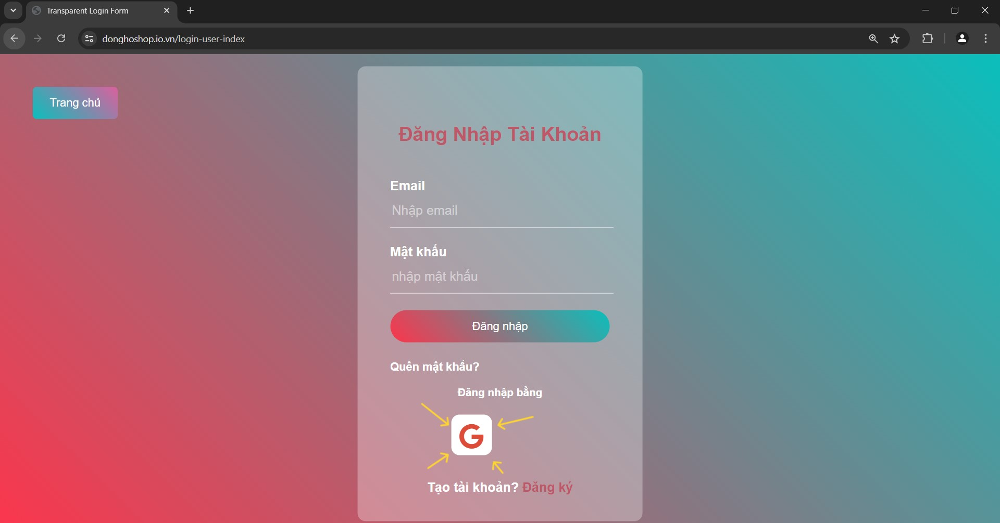 Transparent Login Form
donghoshop.io.vn/login-user-index
Trang chủ
Đăng Nhập Tài Khoản
Email
Nhập email
Mật khẩu
nhập mật khẩu
Đăng nhập
Quên mật khẩu?
Đăng nhập bằng
G
Tạo tài khoản? Đăng ký